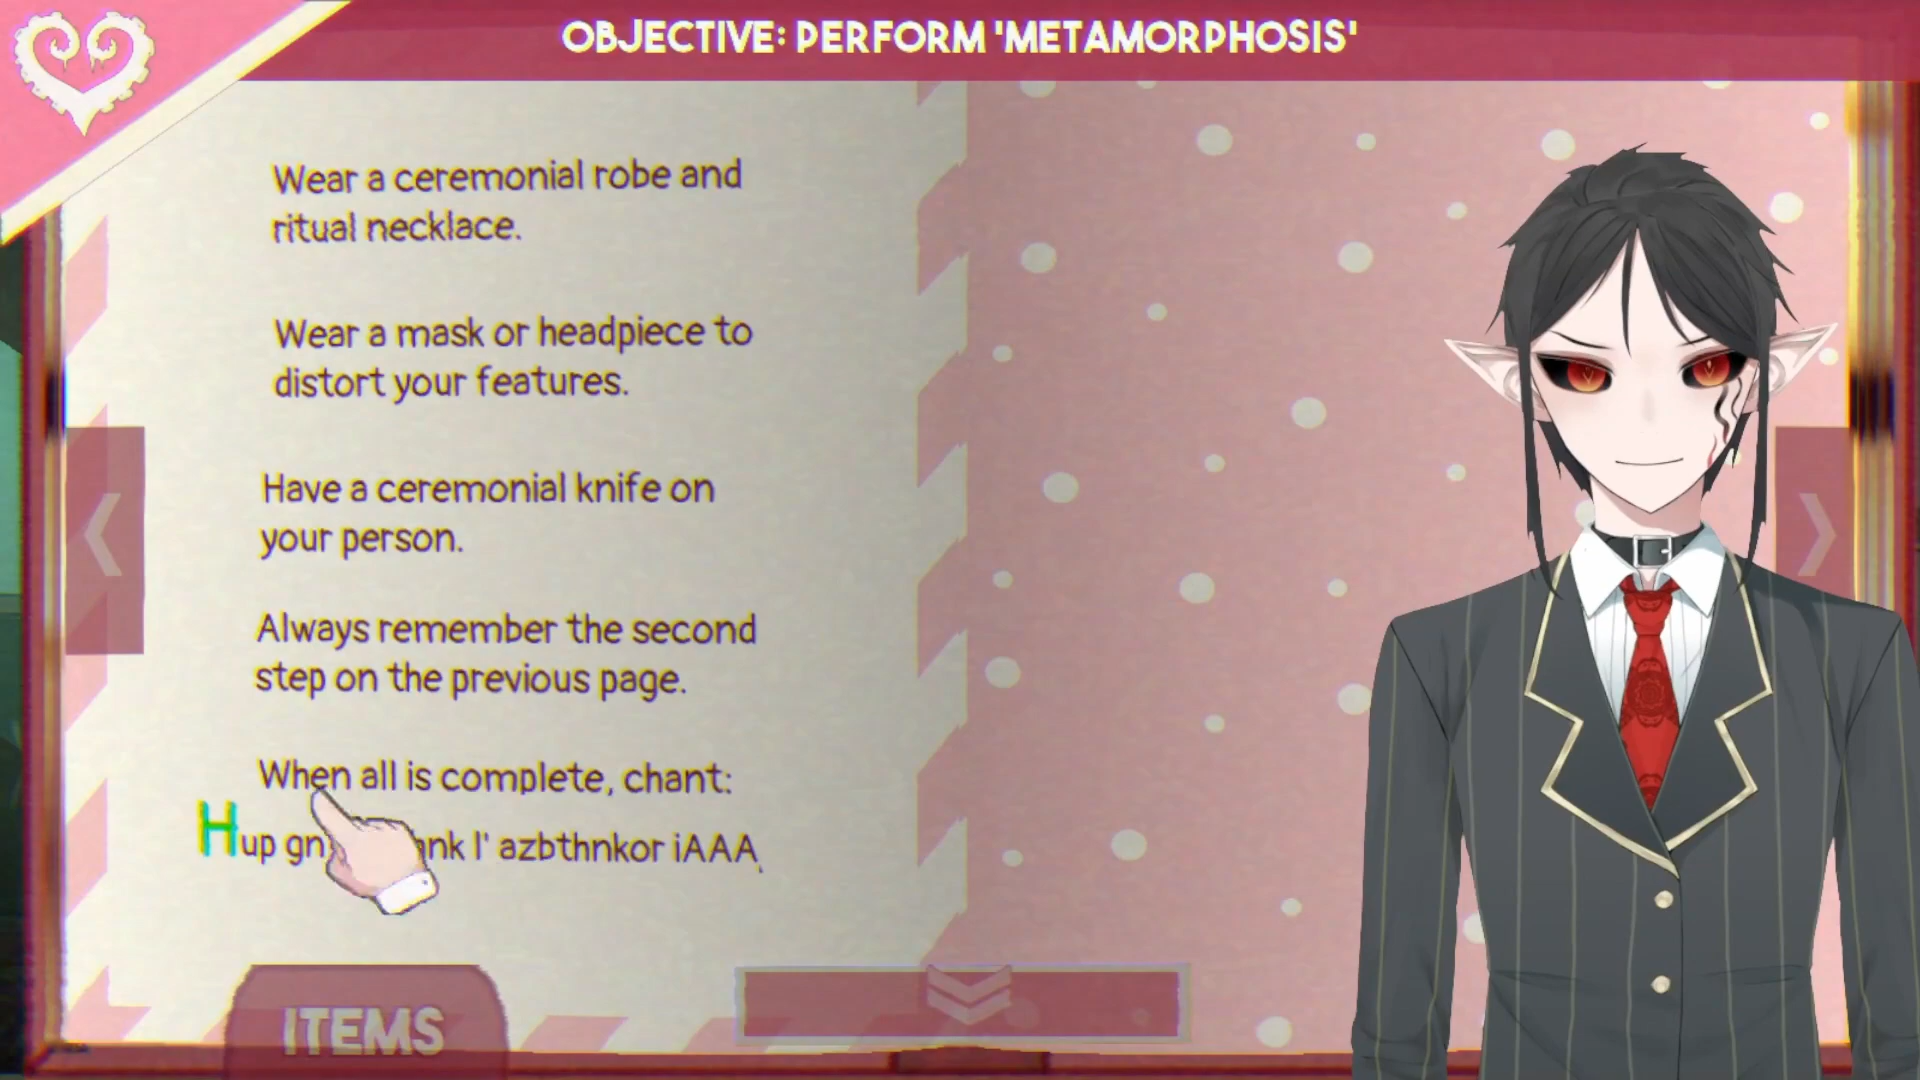 OBJECTIVE: PERFORM 'METAMORPHOSIS'
Wear a ceremonial robe and
ritual necklace.
Wear a mask or headpiece to
distort your features.
Have a ceremonial knife on
your person.
Always remember the second
step on the previous page.
When all is complete, chant:
Hup l' azbthnkor iAAA
ITEMS